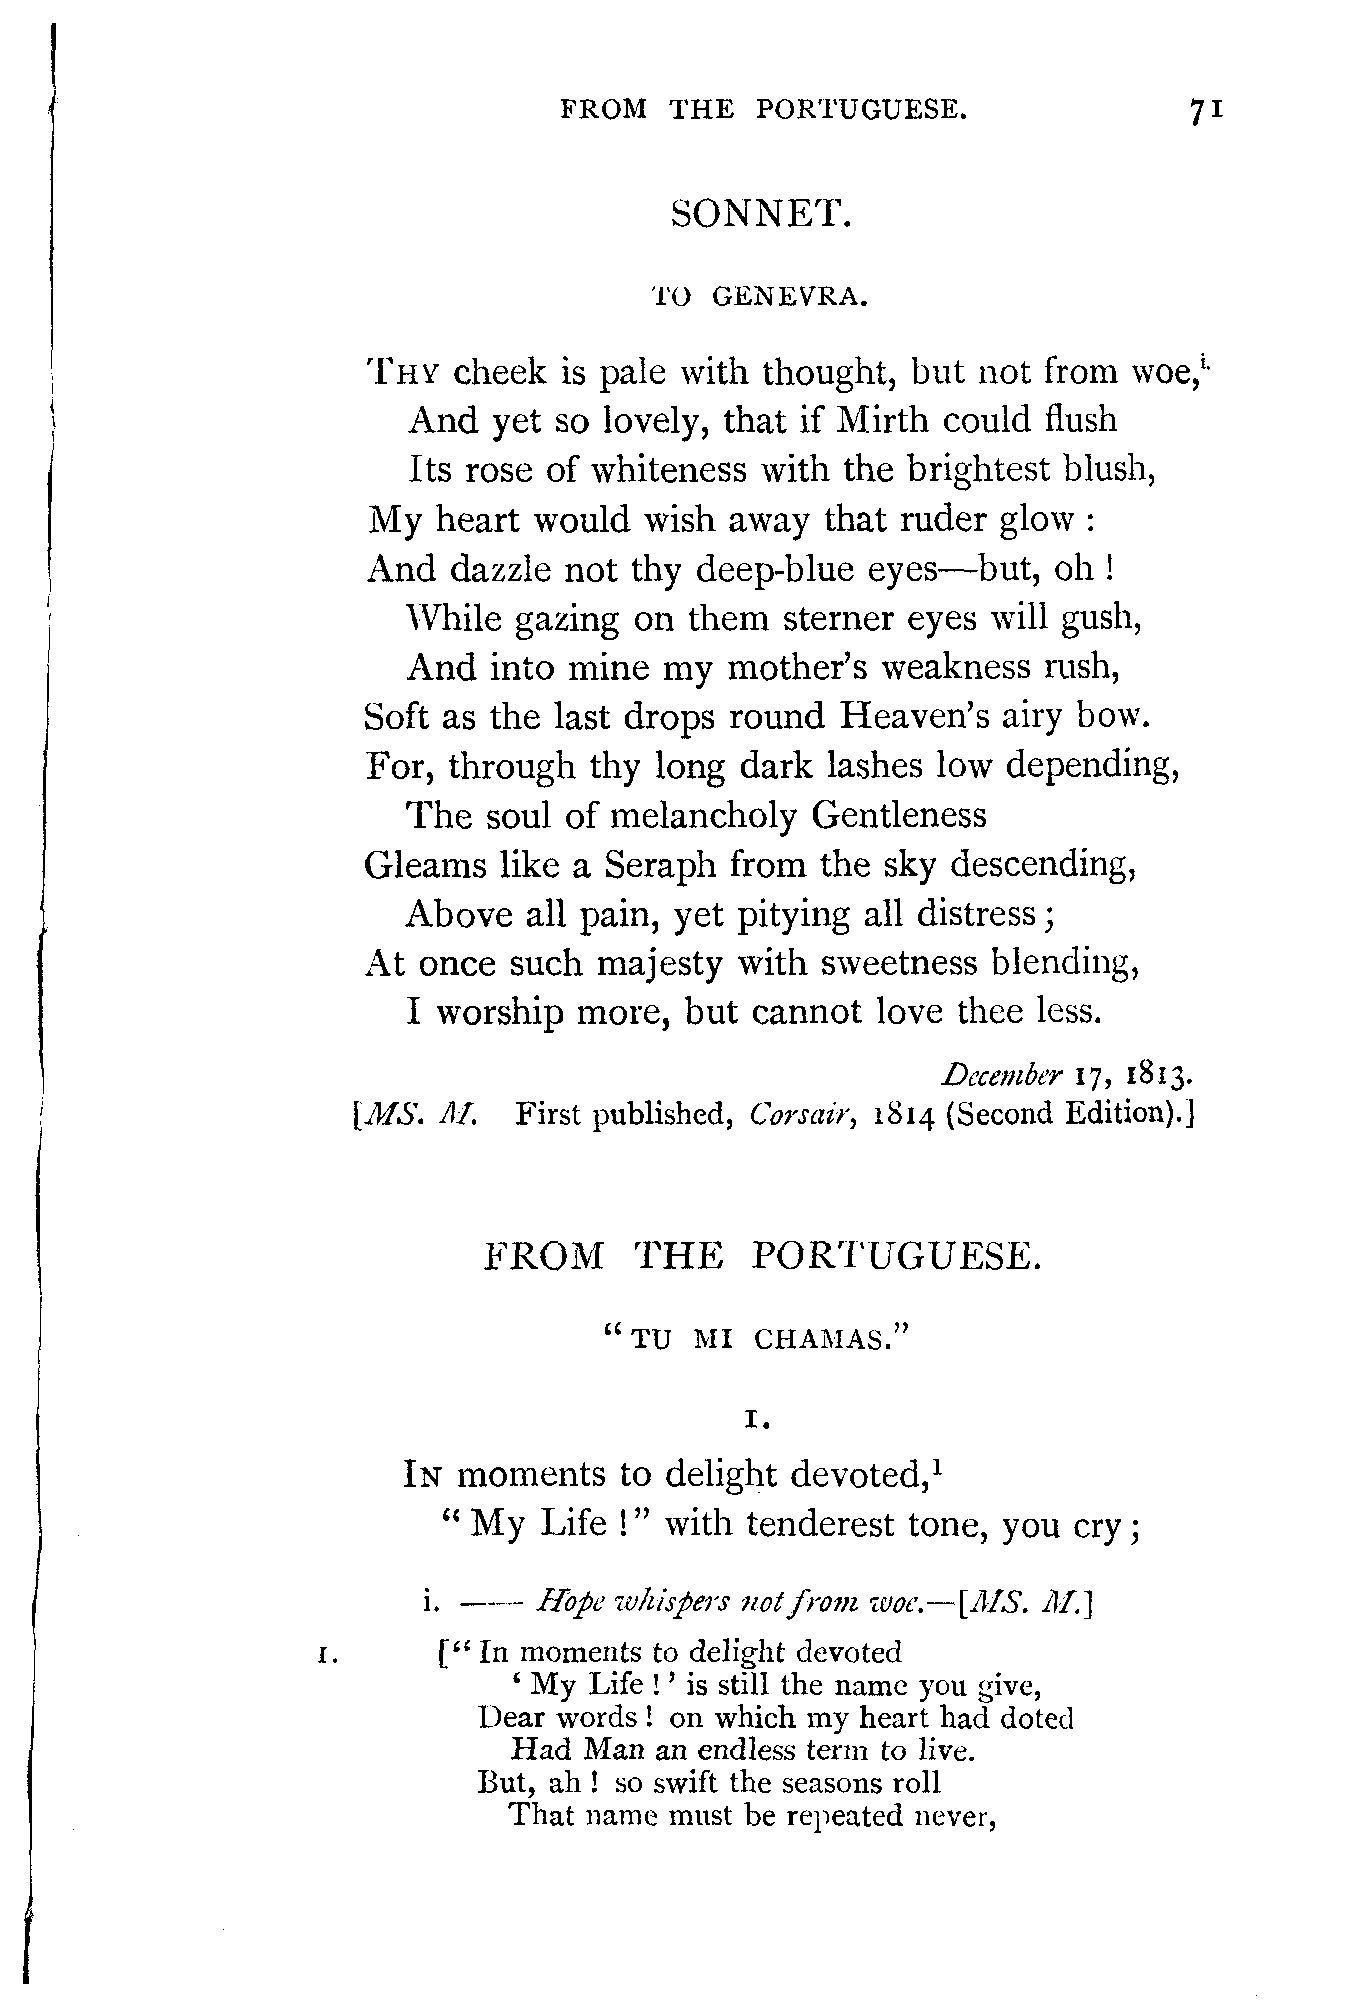 FROM THE PORTUGUESE. 71
SONNET.
TO GENEVRA.
THY cheek is pale with thought, but not from woe,i.
And yet so lovely, that if Mirth could flush
Its rose of whiteness with the brightest blush,
My heart would wish away that ruder glow :
And dazzle not thy deep-blue eyes—but, oh !
While gazing on them sterner eyes will gush,
And into mine my mother's weakness rush,
Soft as the last drops round Heaven's airy bow.
For, through thy long dark lashes low depending,
The soul of melancholy Gentleness
Gleams like a Seraph from the sky descending,
Above all pain, yet pitying all distress ;
At once such majesty with sweetness blending,
I worship more, but cannot love thee less.
December 17, 1813.
[MS. M. First published, Corsair, 1814 (Second Edition).]
FROM THE PORTUGUESE.
"TU MI CHAMAS."
1.
IN moments to delight devoted,1
"My Life !" with tenderest tone, you cry ;
i. —— Hope whispers not from woe.—[MS. M.]
1. ["In moments to delight devoted
'My Life !' is still the name you give,
Dear words ! on which my heart had doted
Had Man an endless term to live.
But, ah ! so swift the seasons roll
That name must be repeated never,